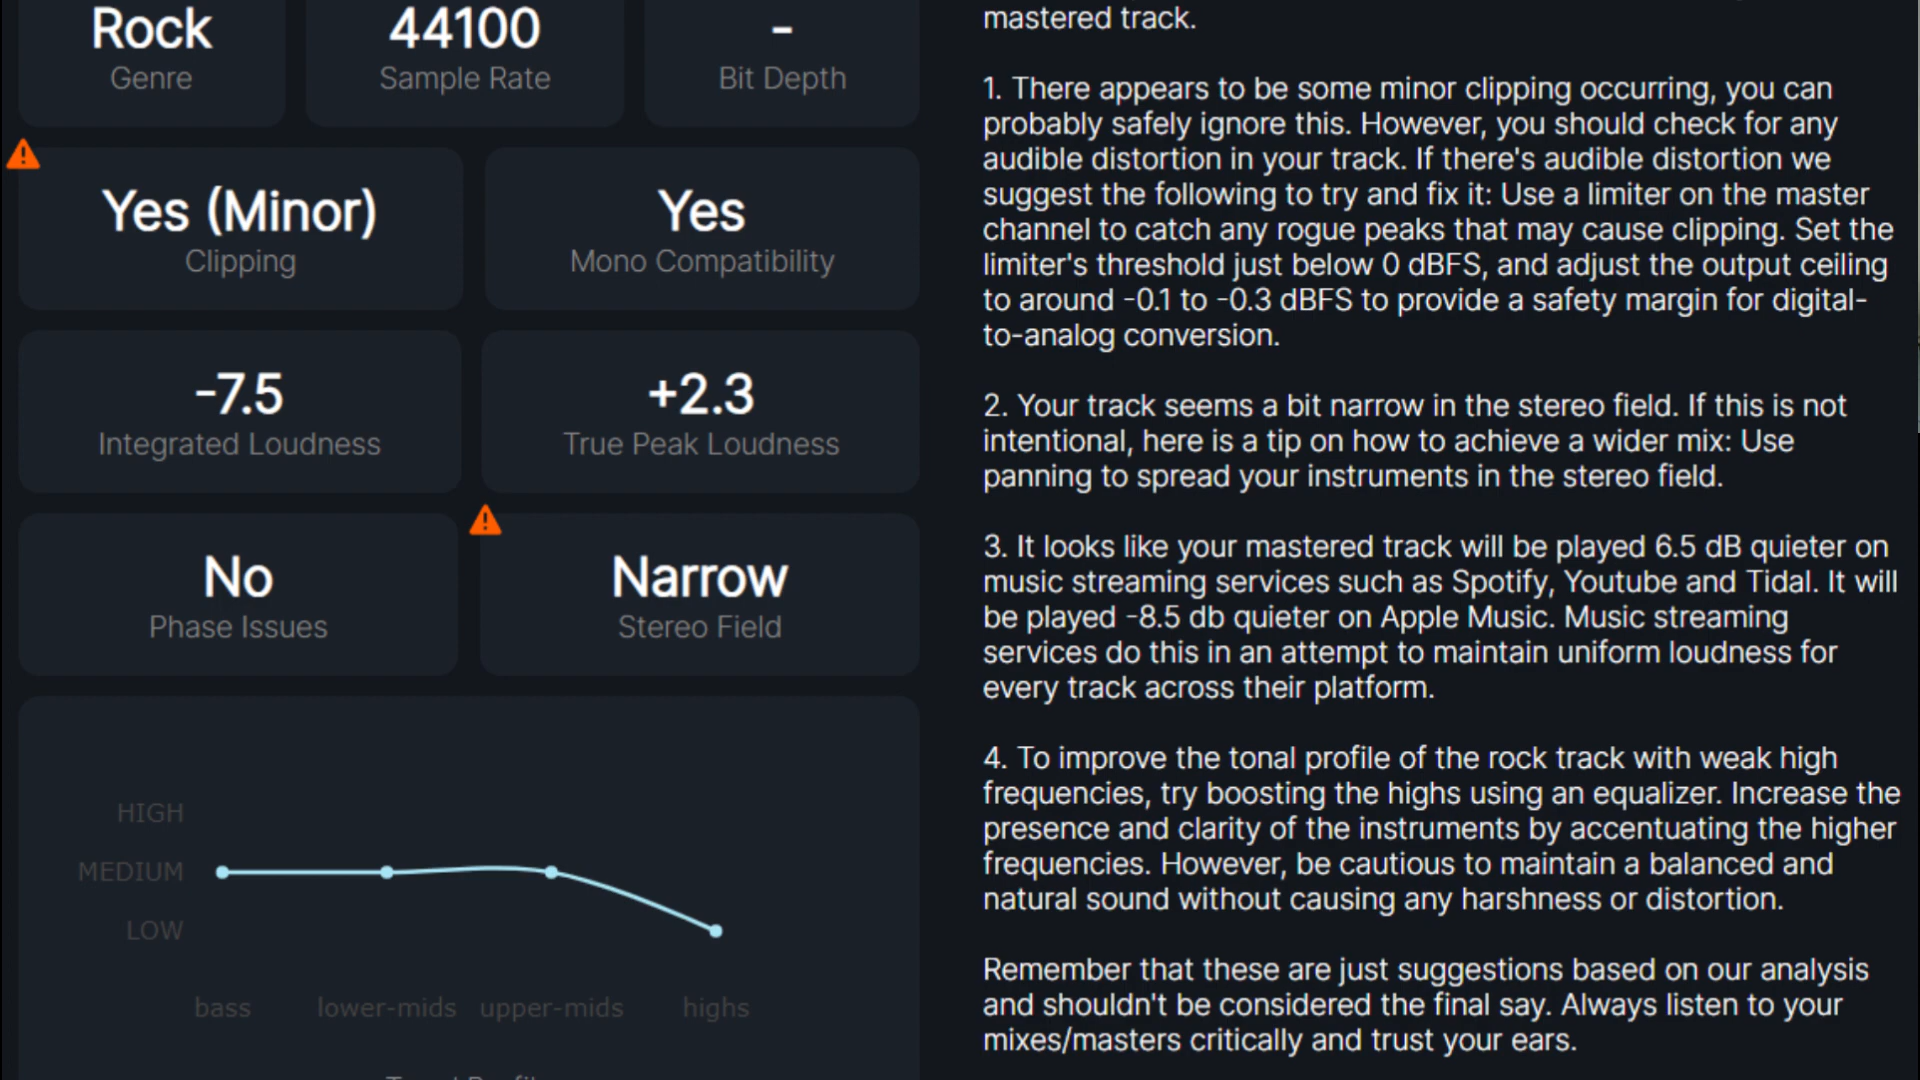 Rock
Genre
44100
Sample Rate
-
Bit Depth
Yes (Minor)
Clipping
Yes
Mono Compatibility
-7.5
Integrated Loudness
+2.3
True Peak Loudness
No
Phase Issues
Narrow
Stereo Field
HIGH
MEDIUM
LOW
bass
lower-mids
upper-mids
highs
mastered track.
1. There appears to be some minor clipping occurring, you can
probably safely ignore this. However, you should check for any
audible distortion in your track. If there's audible distortion we
suggest the following to try and fix it: Use a limiter on the master
channel to catch any rogue peaks that may cause clipping. Set the
limiter's threshold just below 0 dBFS, and adjust the output ceiling
to around -0.1 to -0.3 dBFS to provide a safety margin for digital-
to-analog conversion.
2. Your track seems a bit narrow in the stereo field. If this is not
intentional, here is a tip on how to achieve a wider mix: Use
panning to spread your instruments in the stereo field.
3. It looks like your mastered track will be played 6.5 dB quieter on
music streaming services such as Spotify, Youtube and Tidal. It will
be played -8.5 db quieter on Apple Music. Music streaming
services do this in an attempt to maintain uniform loudness for
every track across their platform.
4. To improve the tonal profile of the rock track with weak high
frequencies, try boosting the highs using an equalizer. Increase the
presence and clarity of the instruments by accentuating the higher
frequencies. However, be cautious to maintain a balanced and
natural sound without causing any harshness or distortion.
Remember that these are just suggestions based on our analysis
and shouldn't be considered the final say. Always listen to your
mixes/masters critically and trust your ears.